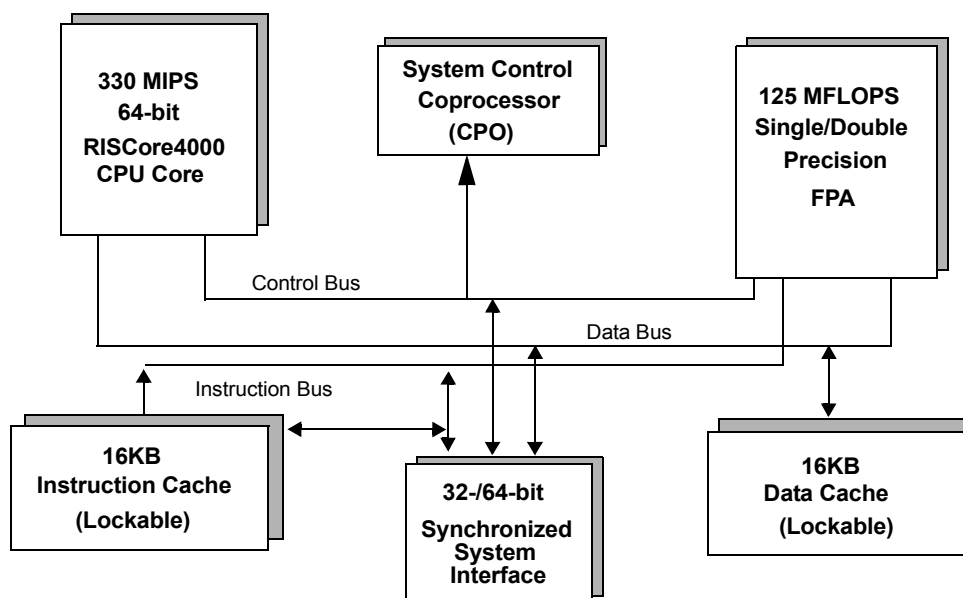 330 MIPS
64-bit
RISCore4000
CPU Core
System Control
Coprocessor
(CPO)
125 MFLOPS
Single/Double
Precision
FPA
Control Bus
Data Bus
Instruction Bus
16KB
Instruction Cache
(Lockable)
32-/64-bit
Synchronized
System
Interface
16KB
Data Cache
(Lockable)